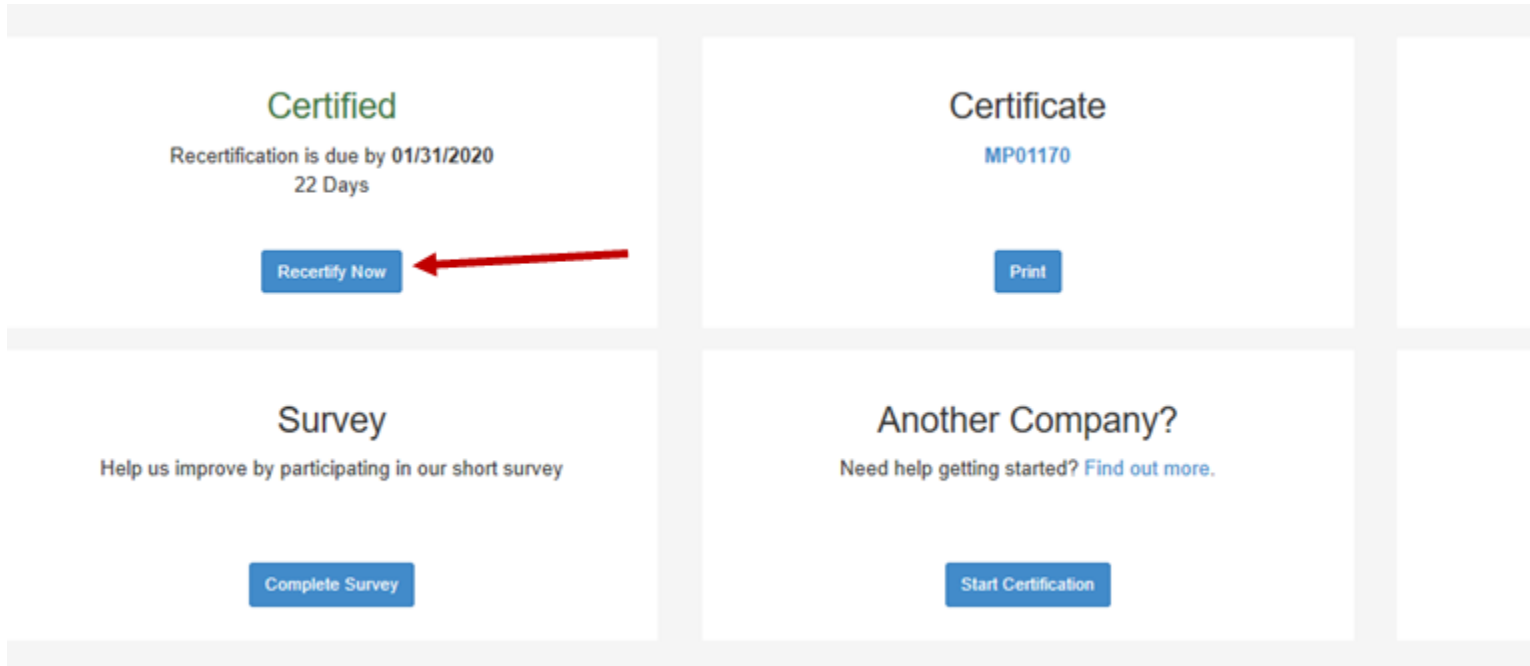 Certified
Recertification is due by 01/31/2020
22 Days
Recertify Now
Certificate
MP01170
Print
Survey
Help us improve by participating in our short survey
Complete Survey
Another Company?
Need help getting started? Find out more.
Start Certification